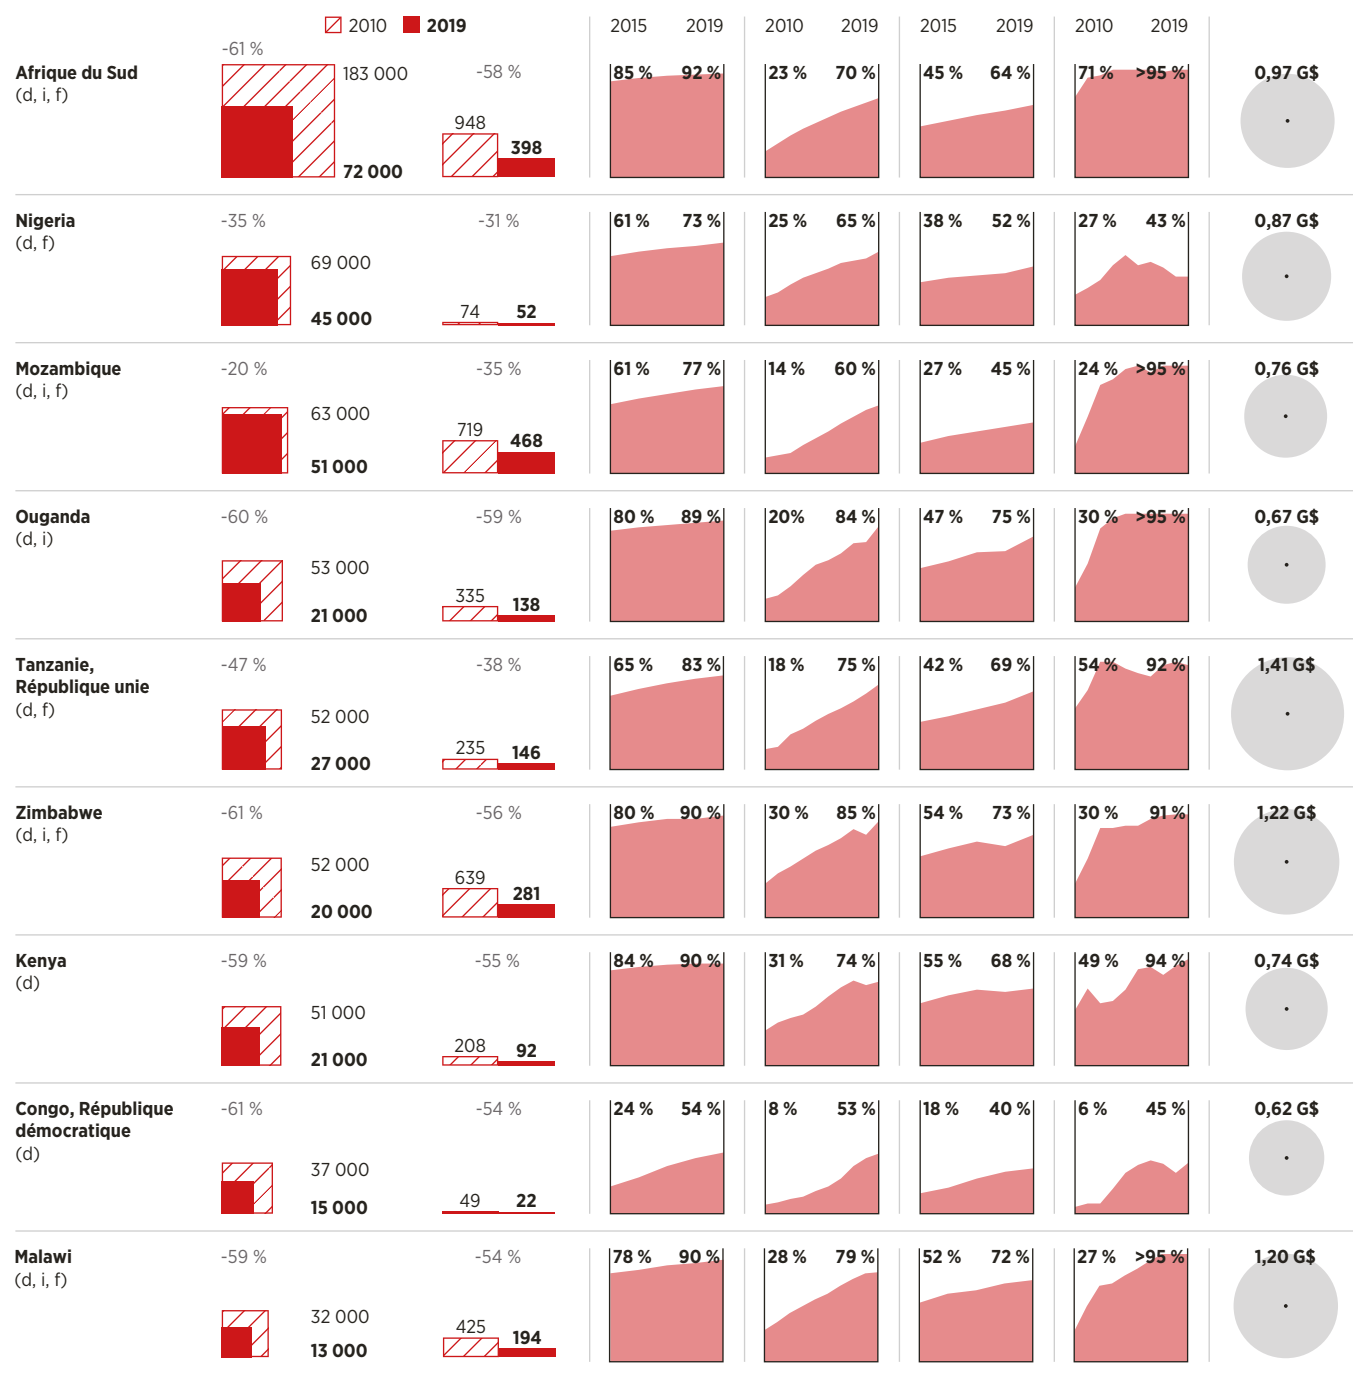 2010 2019 2015 2019 2010 2019 2015 2019 2010 2019
-61 %
Afrique du Sud 183 000 -58 % 85 % 92 % 23 % 70 % 45 % 64 % 71 % >95 % 0,97 G$
(d, i, f)
948
398
72 000
Nigeria -35 % -31 % 61 % 73 % 25 % 65 % 38 % 52 % 27 % 43 % 0,87 G$
(d, f)
69 000
74 52
45 000
Mozambique -20 % -35 % 61 % 77 % 14 % 60 % 27 % 45 % 24 % >95 % 0,76 G$
(d, i, f)
63 000
719
468
51 000
Ouganda -60 % -59 % 80 % 89 % 20% 84 % 47 % 75 % 30 % >95 % 0,67 G$
(d, i)
53 000
335
138
21 000
Tanzanie, -47 % -38 % 65 % 83 % 18 % 75 % 42 % 69 % 54 % 92 % 1,41 G$
République unie
(d, f)
52 000
235
146
27 000
Zimbabwe -61 % -56 % 80 % 90 % 30 % 85 % 54 % 73 % 30 % 91 % 1,22 G$
(d, i, f)
52 000
639
281
20 000
Kenya -59 % -55 % 84 % 90 % 31 % 74 % 55 % 68 % 49 % 94 % 0,74 G$
(d)
51 000
208
92
21 000
Congo, République -61 % -54 % 24 % 54 % 8 % 53 % 18 % 40 % 6 % 45 % 0,62 G$
démocratique
(d)
37 000
49 22
15 000
Malawi -59 % -54 % 78 % 90 % 28 % 79 % 52 % 72 % 27 % >95 % 1,20 G$
(d, i, f)
32 000
425
194
13 000